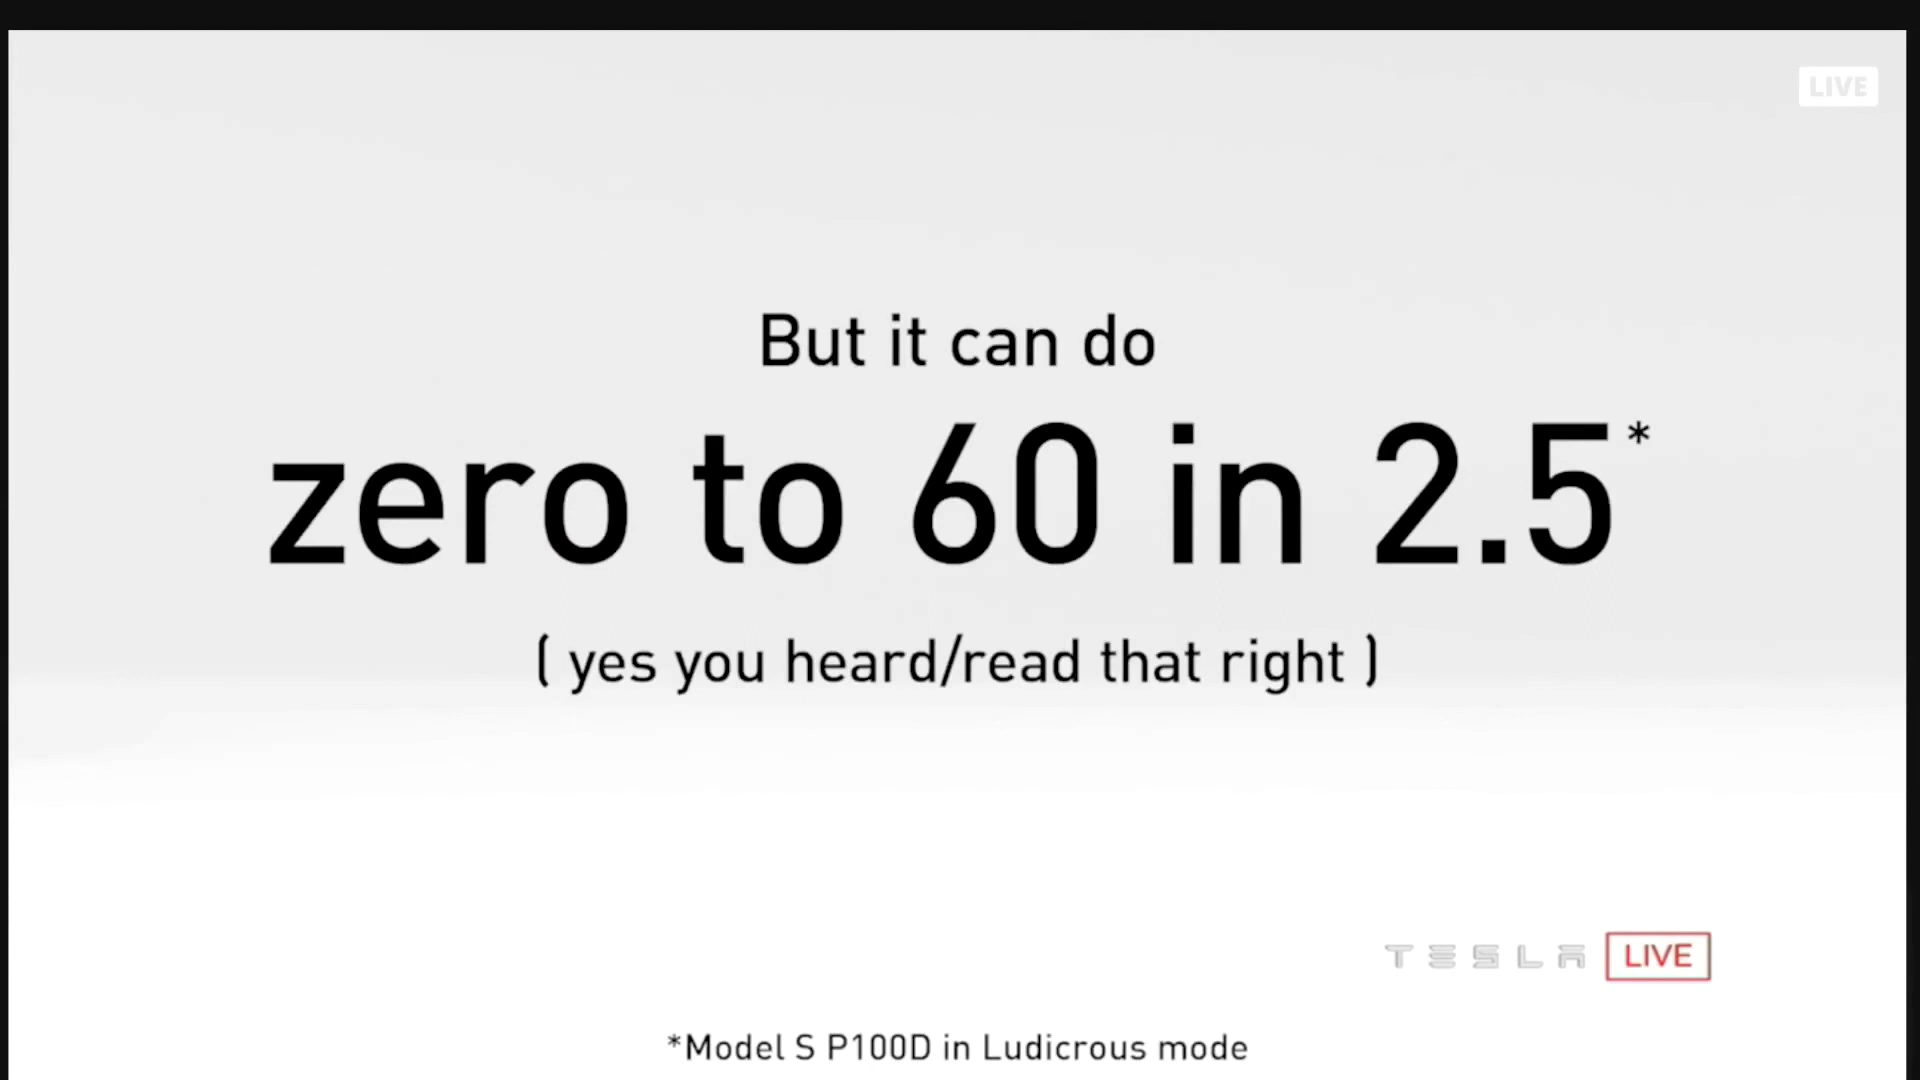 LIVE
But it can do
zero to 60 in 2.5*
( yes you heard/read that right )
TESLA LIVE
*Model S P100D in Ludicrous mode